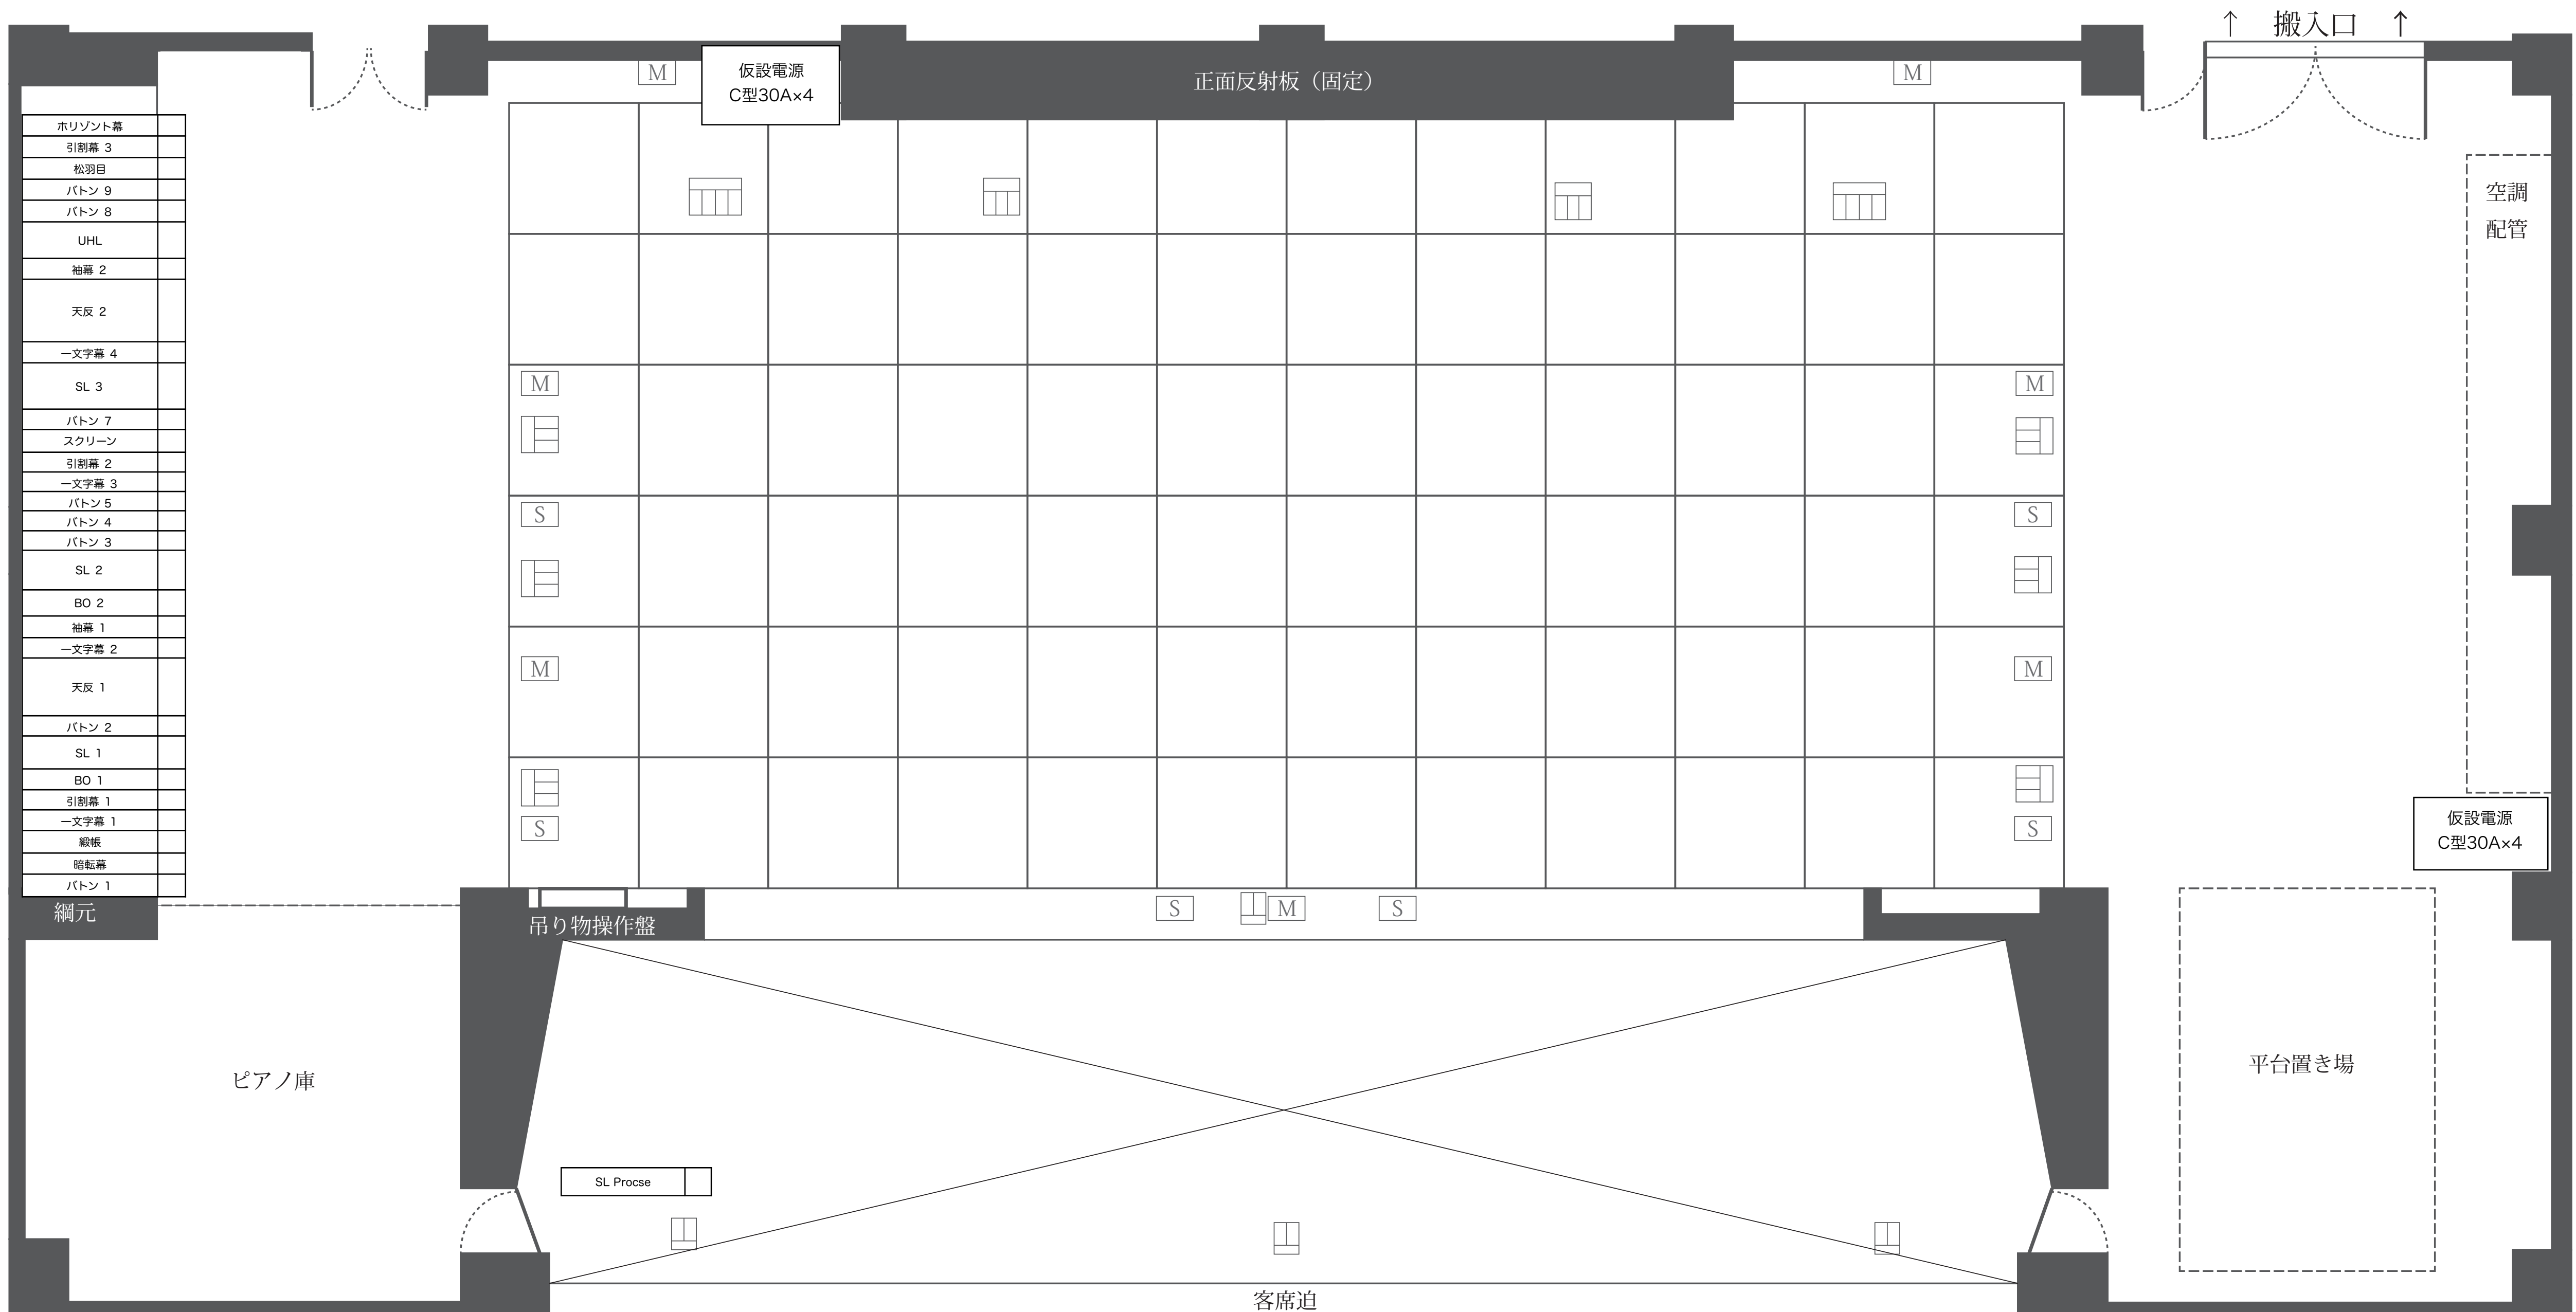 ↑ 搬入口 ↑
M
仮設電源
C型30A×4
正面反射板（固定）
M
ホリゾント幕
引割幕 3
松羽目
バトン 9
バトン 8
UHL
袖幕 2
天反 2
一文字幕 4
SL 3
バトン 7
スクリーン
引割幕 2
一文字幕 3
バトン 5
バトン 4
バトン 3
SL 2
BO 2
袖幕 1
一文字幕 2
天反 1
バトン 2
SL 1
BO 1
引割幕 1
一文字幕 1
緞帳
暗転幕
バトン 1
綱元
空調
配管
M
M
S
S
M
M
S
S
仮設電源
C型30A×4
吊り物操作盤
S
M
S
ピアノ庫
平台置き場
SL Procse
客席迫